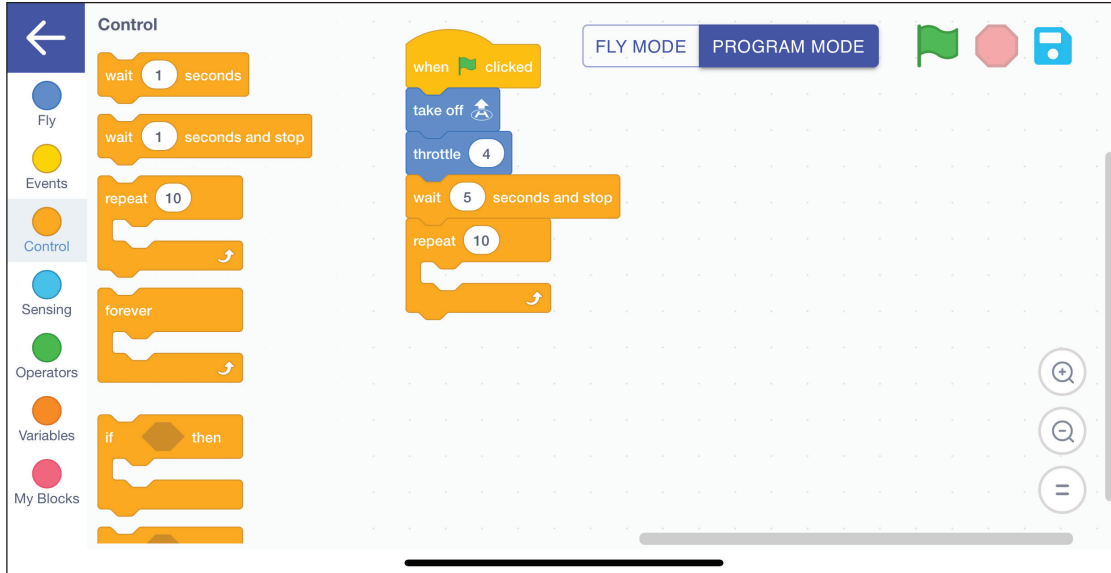 Control
wait 1 seconds
wait 1 seconds and stop
repeat 10
forever
if then
Fly
Events
Control
Sensing
Operators
Variables
My Blocks
when clicked
take off
throttle 4
wait 5 seconds and stop
repeat 10
FLY MODE PROGRAM MODE